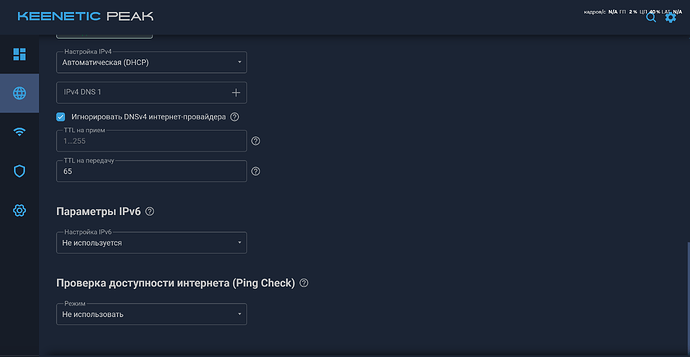 KEENETIC PEAK
кадров/с N/A ГП 2 % ЦП 40 % LAT N/A
Настройка IPv4
Автоматическая (DHCP)
IPv4 DNS 1
Игнорировать DNSv4 интернет-провайдера
TTL на прием
1…255
TTL на передачу
65
Параметры IPv6
Настройка IPv6
Не используется
Проверка доступности интернета (Ping Check)
Режим
Не использовать